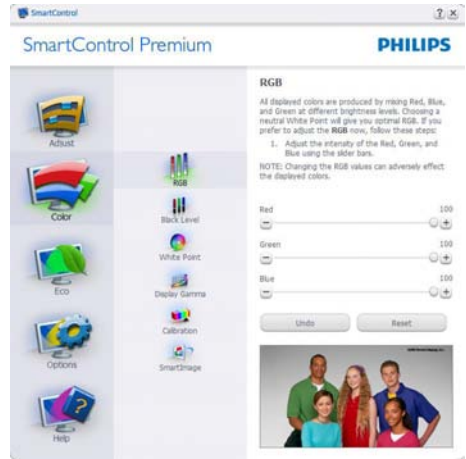 SmartControl
SmartControl Premium
PHILIPS
Adjust
Color
Eco
Options
Help
RGB
Black Level
White Point
Display Gamma
Calibration
SmartImage
RGB
All displayed colors are produced by mixing Red, Blue,
and Green at different brightness levels. Choosing a
neutral White Point will give you optimal RGB. If you
prefer to adjust the RGB now, follow these steps:
1. Adjust the intensity of the Red, Green, and
Blue using the slider bars.
NOTE: Changing the RGB values can adversely effect
the displayed colors.
Red 100
Green 100
Blue 100
Undo Reset